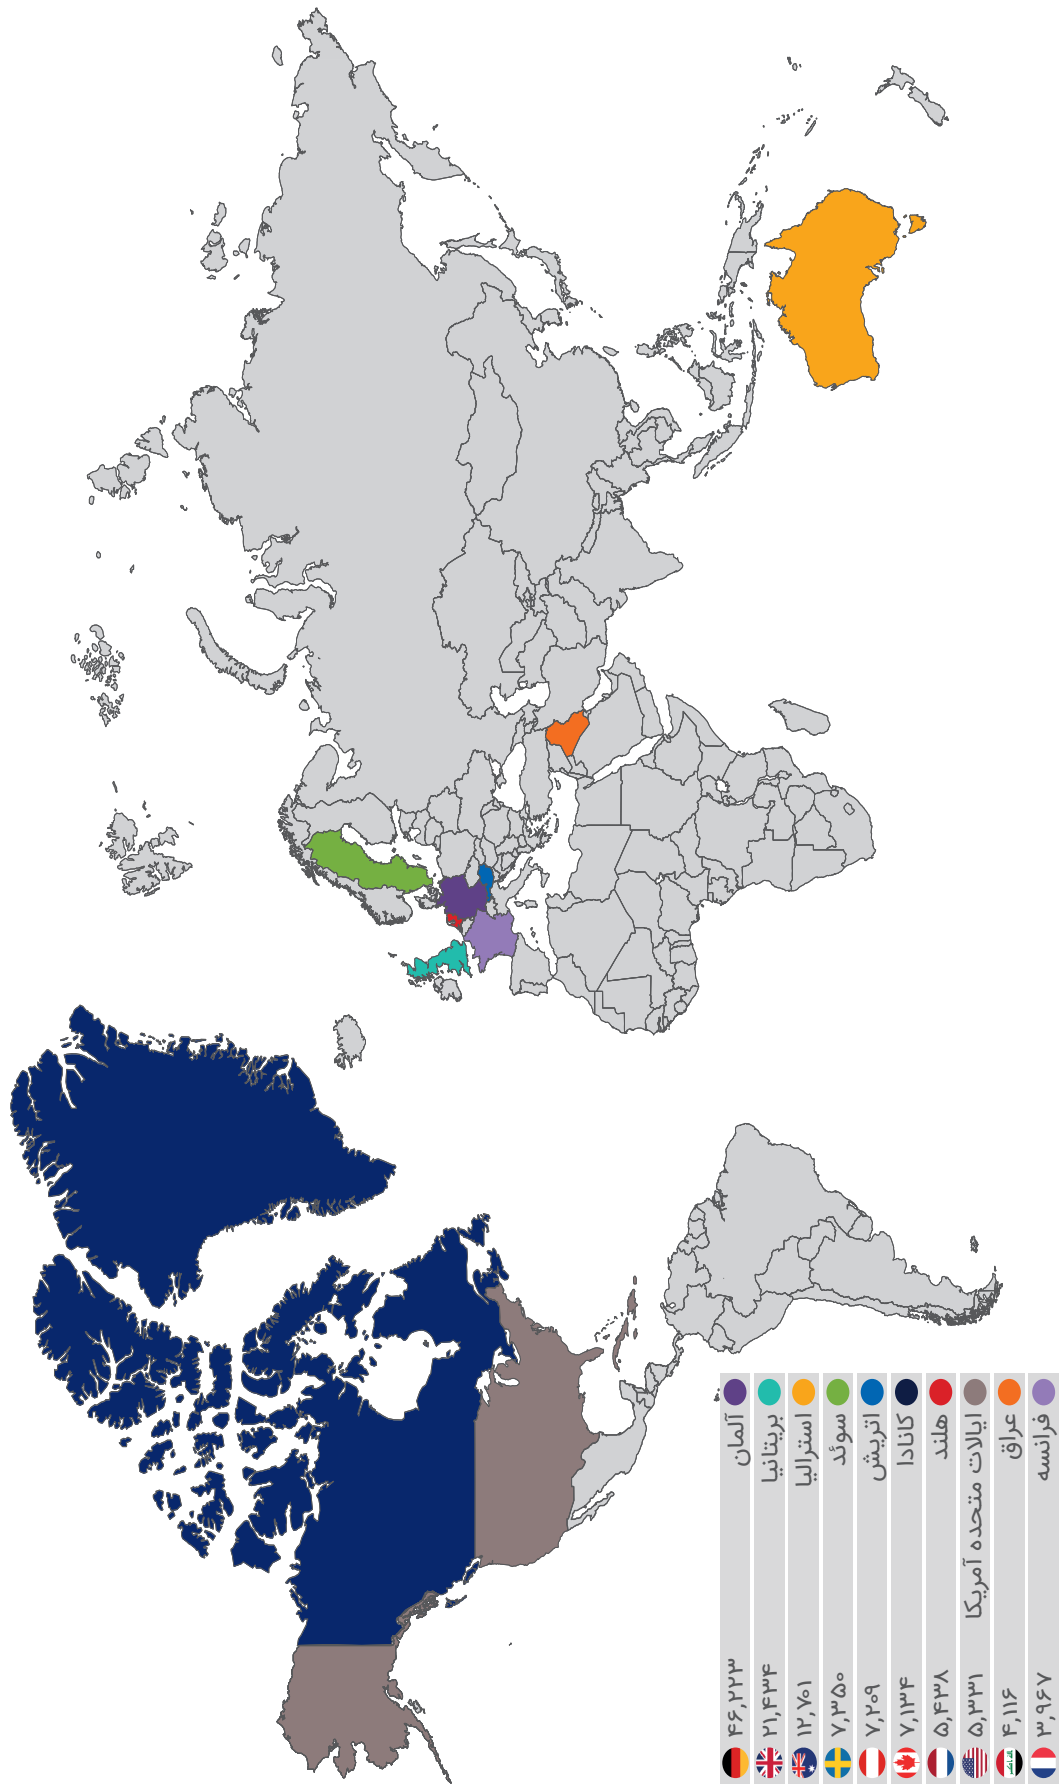 آلمان ۴۶,۲۲۳
بریتانیا ۲۱,۴۳۴
استرالیا ۱۲,۷۰۱
سوئد ۷,۳۵۰
اتریش ۷,۲۰۹
کانادا ۷,۱۳۴
هلند ۵,۴۳۸
ایالات متحده آمریکا ۵,۳۳۱
عراق ۴,۱۱۶
فرانسه ۳,۹۶۷